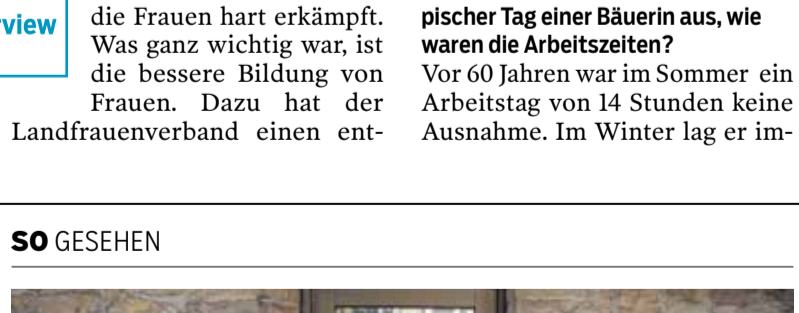 rview
die Frauen hart erkämpft.
Was ganz wichtig war, ist
die bessere Bildung von
Frauen. Dazu hat der
Landfrauenverband einen ent-
pischer Tag einer Bäuerin aus, wie
waren die Arbeitszeiten?
Vor 60 Jahren war im Sommer ein
Arbeitstag von 14 Stunden keine
Ausnahme. Im Winter lag er im-
SO GESEHEN